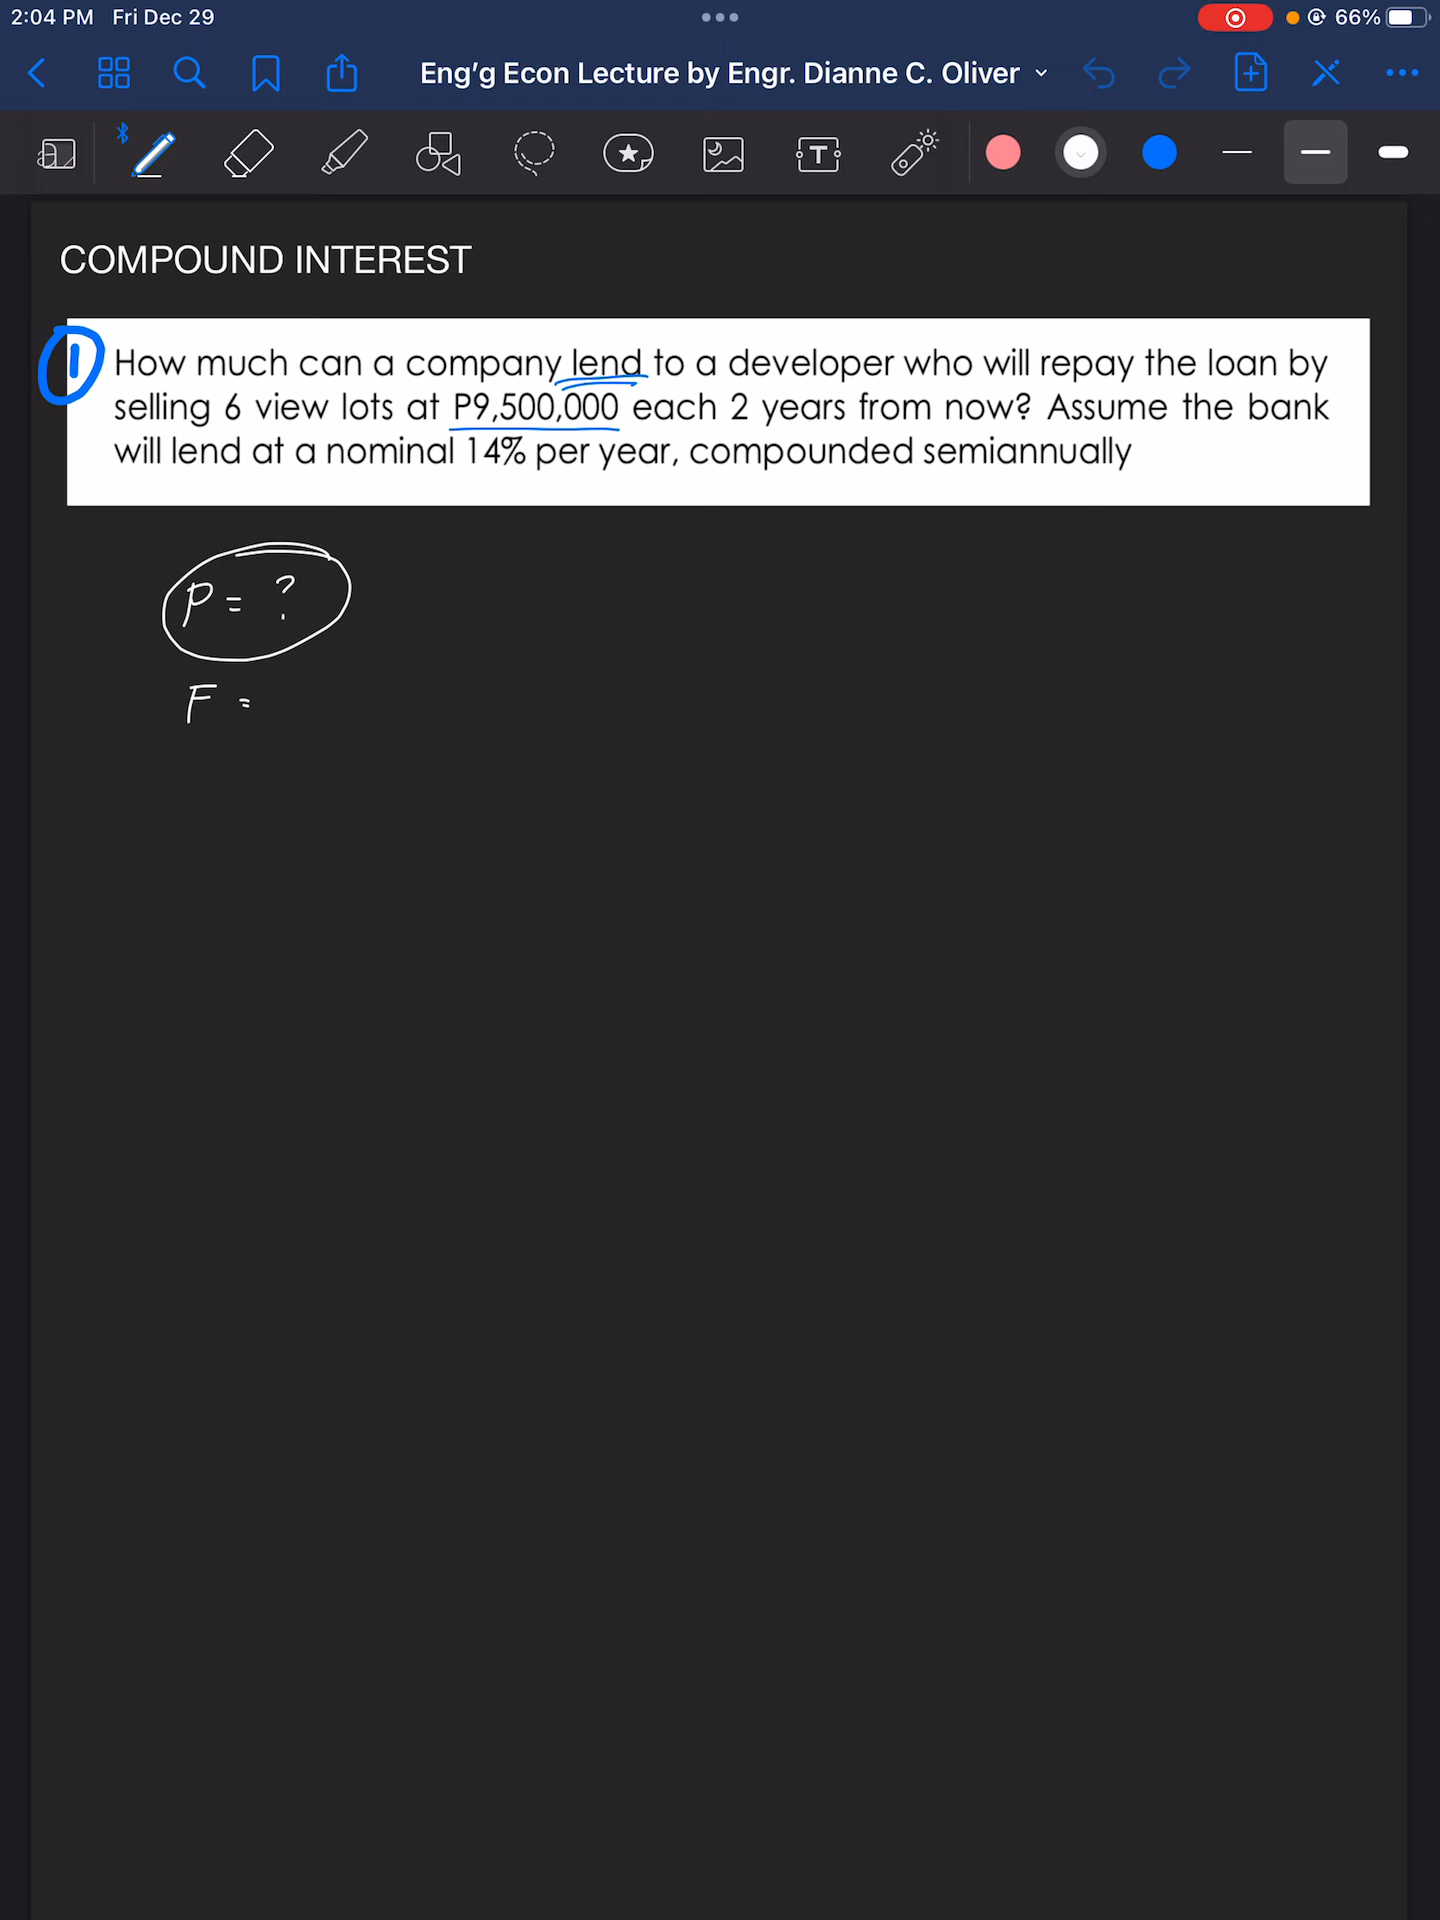 2:04 PM Fri Dec 29
66%
Eng'g Econ Lecture by Engr. Dianne C. Oliver
COMPOUND INTEREST
1
How much can a company lend to a developer who will repay the loan by
selling 6 view lots at P9,500,000 each 2 years from now? Assume the bank
will lend at a nominal 14% per year, compounded semiannually
P = ?
F =